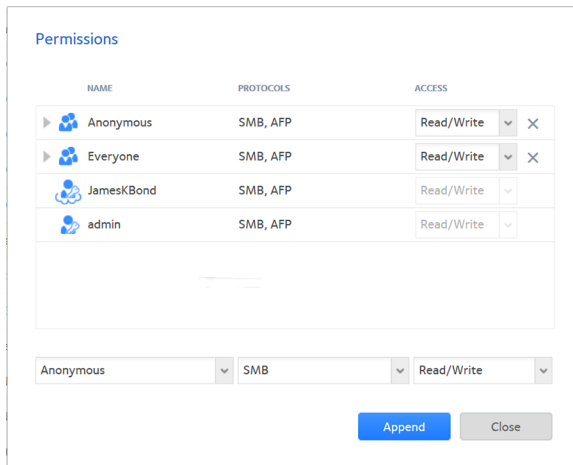 Permissions
NAME PROTOCOLS ACCESS
Anonymous SMB, AFP Read/Write
Everyone SMB, AFP Read/Write
JamesKBond SMB, AFP Read/Write
admin SMB, AFP Read/Write
Anonymous SMB Read/Write
Append Close